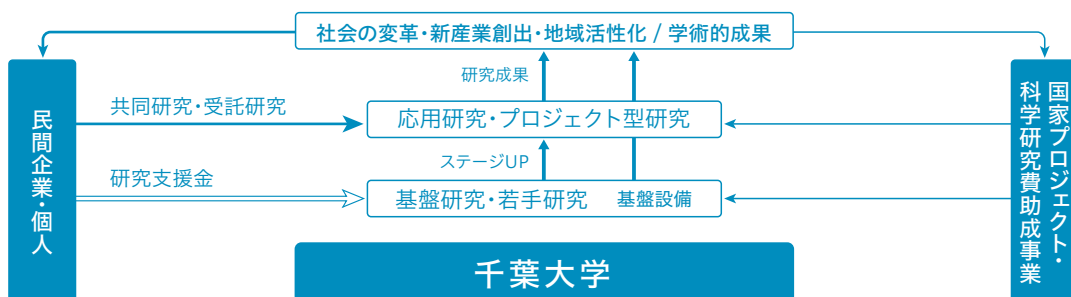 社会の変革・新産業創出・地域活性化 / 学術的成果
研究成果
共同研究・受託研究
応用研究・プロジェクト型研究
ステージUP
研究支援金
基盤研究・若手研究 基盤設備
民間企業・個人
国家プロジェクト・
科学研究費助成事業
千葉大学